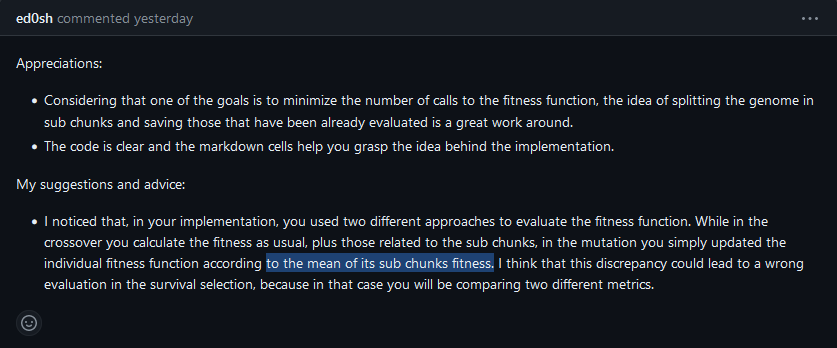 ed0sh commented yesterday
Appreciations:
• Considering that one of the goals is to minimize the number of calls to the fitness function, the idea of splitting the genome in
sub chunks and saving those that have been already evaluated is a great work around.
• The code is clear and the markdown cells help you grasp the idea behind the implementation.
My suggestions and advice:
• I noticed that, in your implementation, you used two different approaches to evaluate the fitness function. While in the
crossover you calculate the fitness as usual, plus those related to the sub chunks, in the mutation you simply updated the
individual fitness function according to the mean of its sub chunks fitness. I think that this discrepancy could lead to a wrong
evaluation in the survival selection, because in that case you will be comparing two different metrics.